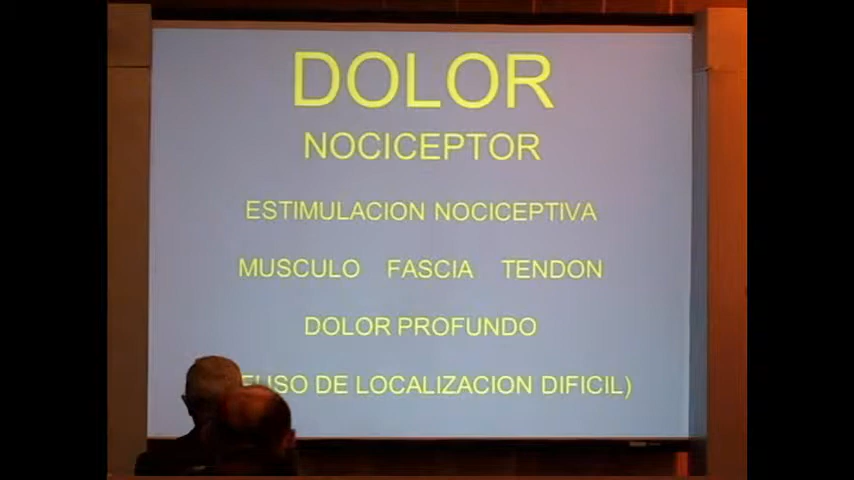 DOLOR
NOCICEPTOR
ESTIMULACION NOCICEPTIVA
MUSCULO FASCIA TENDON
DOLOR PROFUNDO
DE LOCALIZACION DIFICIL)